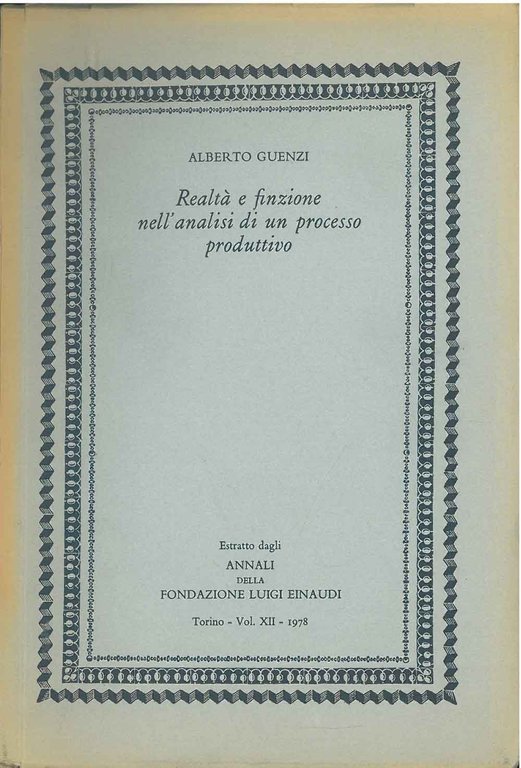 ALBERTO GUENZI
Realtà e finzione
nell'analisi di un processo
produttivo
Estratto dagli
ANNALI
DELLA
FONDAZIONE LUIGI EINAUDI
Torino - Vol. XII - 1978